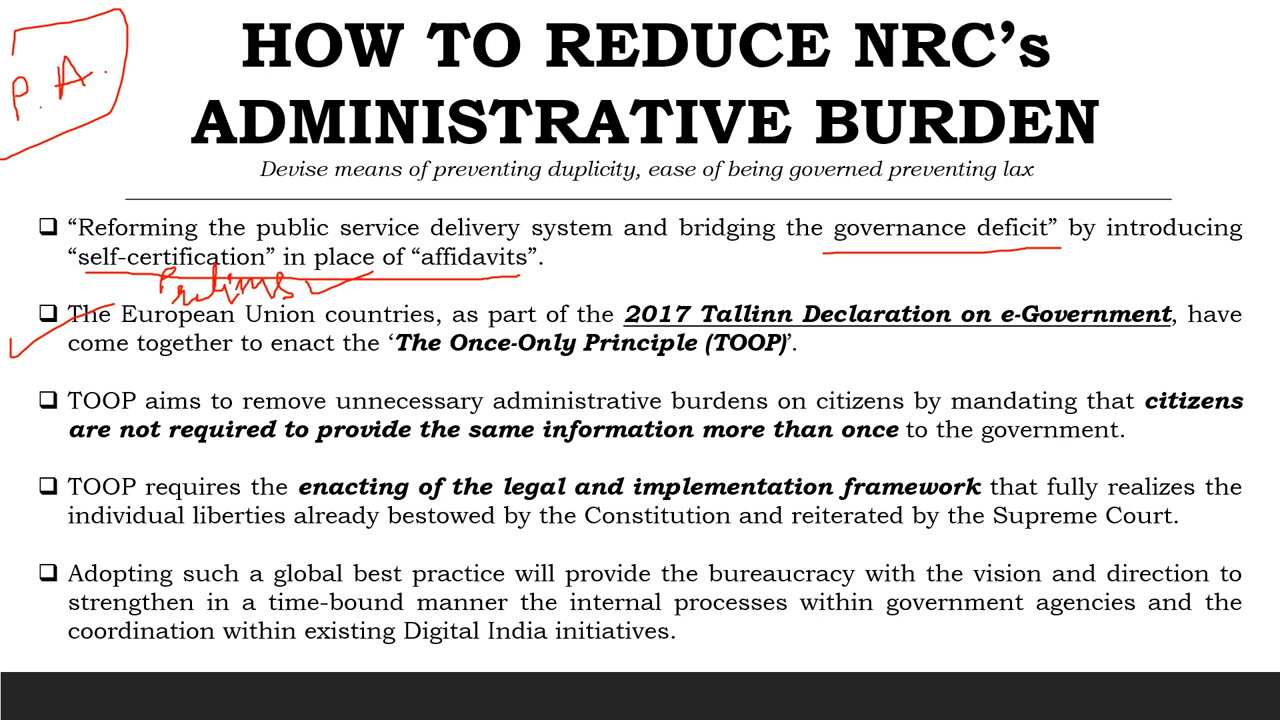 P.A.
HOW TO REDUCE NRC’s
ADMINISTRATIVE BURDEN
Devise means of preventing duplicity, ease of being governed preventing lax
❑ “Reforming the public service delivery system and bridging the governance deficit” by introducing
“self-certification” in place of “affidavits”.
Prelims
❑ The European Union countries, as part of the 2017 Tallinn Declaration on e-Government, have
come together to enact the ‘The Once-Only Principle (TOOP)’.
❑ TOOP aims to remove unnecessary administrative burdens on citizens by mandating that citizens
are not required to provide the same information more than once to the government.
❑ TOOP requires the enacting of the legal and implementation framework that fully realizes the
individual liberties already bestowed by the Constitution and reiterated by the Supreme Court.
❑ Adopting such a global best practice will provide the bureaucracy with the vision and direction to
strengthen in a time-bound manner the internal processes within government agencies and the
coordination within existing Digital India initiatives.